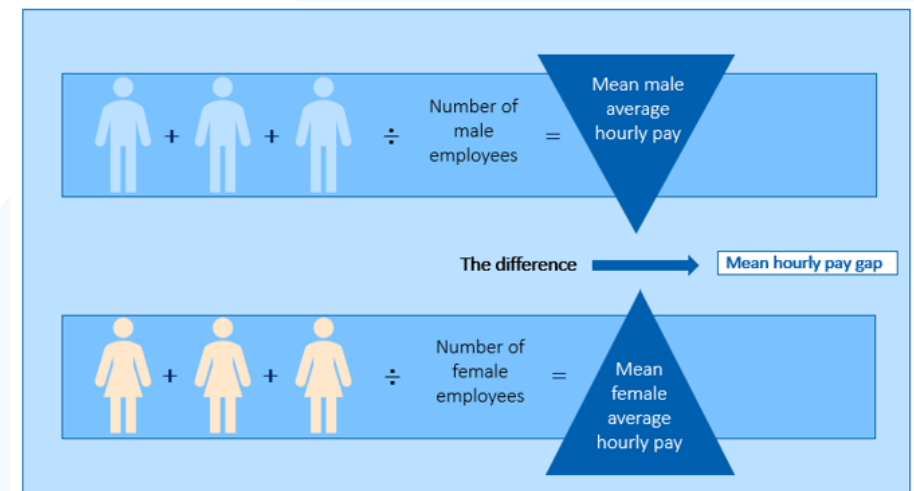 Mean male
average
hourly pay
+ + ÷
Number of
male
employees
=
The difference
Mean hourly pay gap
+ + ÷
Number of
female
employees
=
Mean
female
average
hourly pay